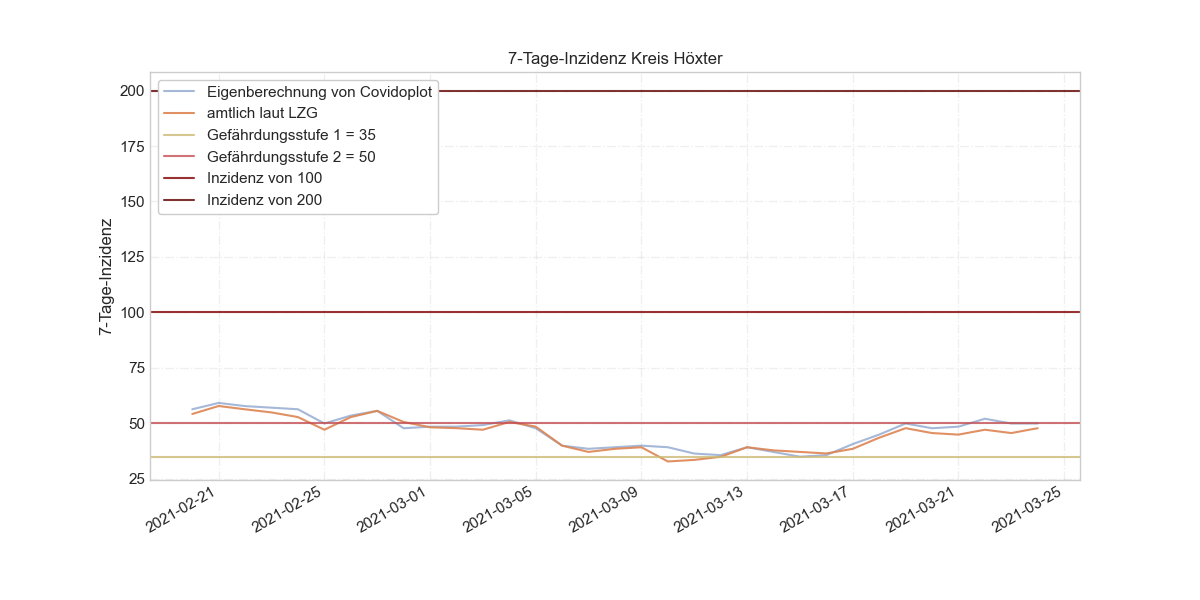 7-Tage-Inzidenz Kreis Höxter
Eigenberechnung von Covidoplot
amtlich laut LZG
Gefährdungsstufe 1 = 35
Gefährdungsstufe 2 = 50
Inzidenz von 100
Inzidenz von 200
7-Tage-Inzidenz
200
175
150
125
100
75
50
25
2021-02-21
2021-02-25
2021-03-01
2021-03-05
2021-03-09
2021-03-13
2021-03-17
2021-03-21
2021-03-25